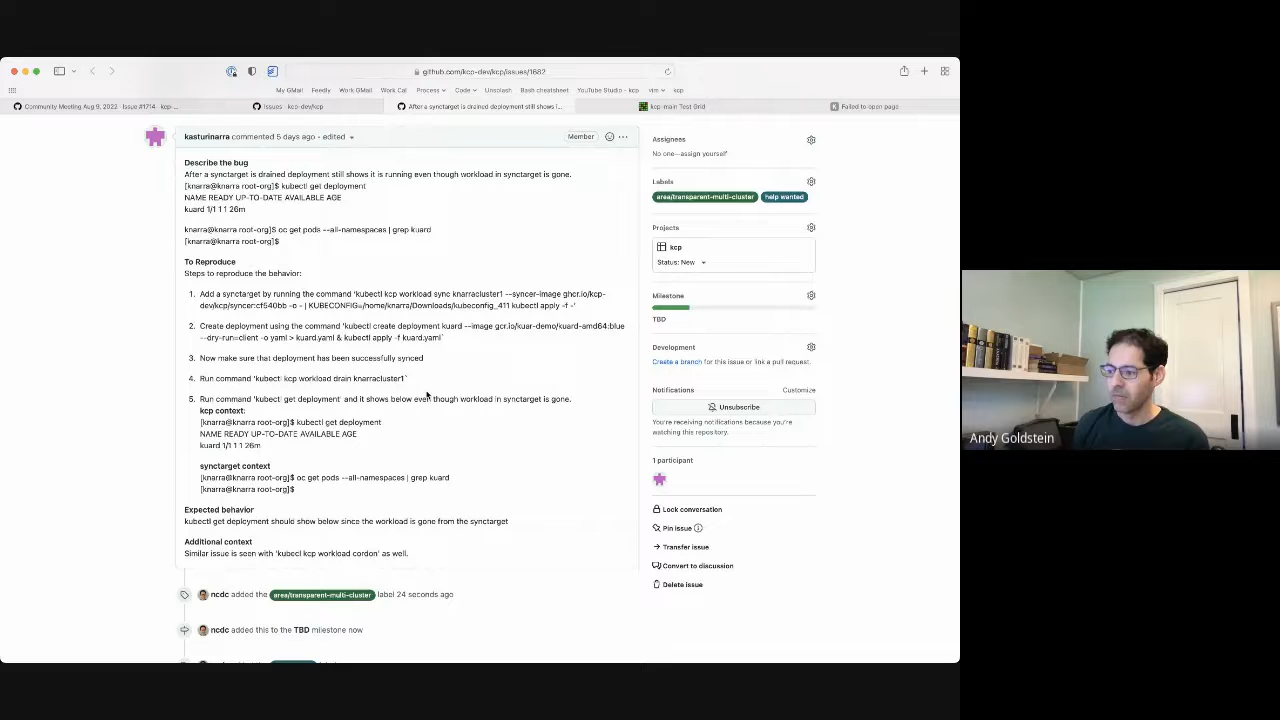 github.com/kcp-dev/kcp/issues/1682
My GMail Feedly Work GMail Work Cal Process Code Unsplash Bash cheatsheet YouTube Studio - kcp vim kcp
Community Meeting Aug 9, 2022 · Issue #1714 · kcp-...
Issues · kcp-dev/kcp
After a synctarget is drained deployment still shows i...
kcp-main Test Grid
Failed to open page
kasturinarra commented 5 days ago • edited
Member
Describe the bug
After a synctarget is drained deployment still shows it is running even though workload in synctarget is gone.
[knarra@knarra root-org]$ kubectl get deployment
NAME READY UP-TO-DATE AVAILABLE AGE
kuard 1/1 1 1 26m
knarra@knarra root-org]$ oc get pods --all-namespaces | grep kuard
[knarra@knarra root-org]$
To Reproduce
Steps to reproduce the behavior:
1. Add a synctarget by running the command 'kubectl kcp workload sync knarracluster1 --syncer-image ghcr.io/kcp-
dev/kcp/syncer:cf540bb -o - | KUBECONFIG=/home/knarra/Downloads/kubeconfig_411 kubectl apply -f -'
2. Create deployment using the command 'kubectl create deployment kuard --image gcr.io/kuar-demo/kuard-amd64:blue
--dry-run=client -o yaml > kuard.yaml & kubectl apply -f kuard.yaml`
3. Now make sure that deployment has been successfully synced
4. Run command 'kubectl kcp workload drain knarracluster1`
5. Run command 'kubectl get deployment' and it shows below even though workload in synctarget is gone.
kcp context:
[knarra@knarra root-org]$ kubectl get deployment
NAME READY UP-TO-DATE AVAILABLE AGE
kuard 1/1 1 1 26m
synctarget context
[knarra@knarra root-org]$ oc get pods --all-namespaces | grep kuard
[knarra@knarra root-org]$
Expected behavior
kubectl get deployment should show below since the workload is gone from the synctarget
Additional context
Similar issue is seen with 'kubecl kcp workload cordon' as well.
ncdc added the area/transparent-multi-cluster label 24 seconds ago
ncdc added this to the TBD milestone now
Assignees
No one—assign yourself
Labels
area/transparent-multi-cluster help wanted
Projects
kcp
Status: New
Milestone
TBD
Development
Create a branch for this issue or link a pull request.
Notifications Customize
Unsubscribe
You're receiving notifications because you're
watching this repository.
1 participant
Lock conversation
Pin issue
Transfer issue
Convert to discussion
Delete issue
Andy Goldstein